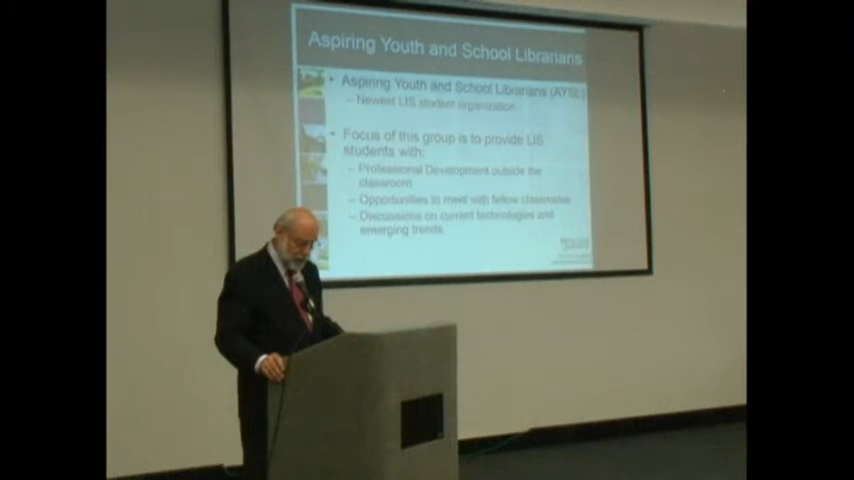 Aspiring Youth and School Librarians
• Aspiring Youth and School Librarians (AYSL)
– Newest LIS student organization
• Focus of this group is to provide LIS
students with:
– Professional Development outside the
classroom
– Opportunities to meet with fellow classmates
– Discussions on current technologies and
emerging trends